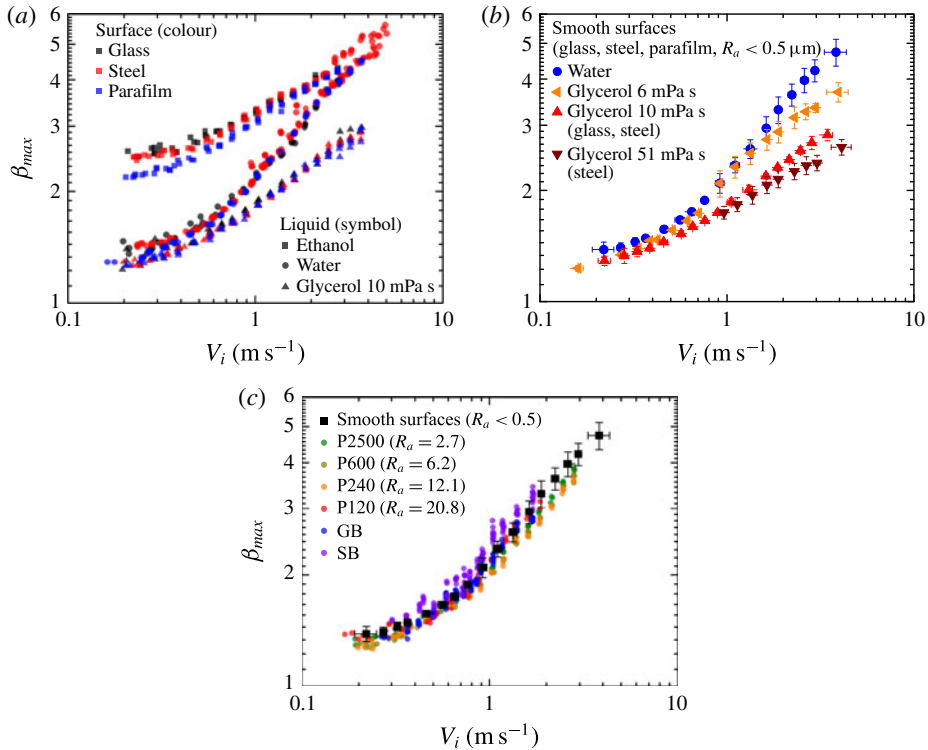 (a)
6
5
4
3
2
1
β_max
Surface (colour)
Glass
Steel
Parafilm
Liquid (symbol)
Ethanol
Water
Glycerol 10 mPa s
0.1
1
10
V_i (m s⁻¹)
(b)
6
5
4
3
2
1
Smooth surfaces
(glass, steel, parafilm, R_a < 0.5 μm)
Water
Glycerol 6 mPa s
Glycerol 10 mPa s
(glass, steel)
Glycerol 51 mPa s
(steel)
0.1
1
10
V_i (m s⁻¹)
(c)
6
5
4
3
2
1
β_max
Smooth surfaces (R_a < 0.5)
P2500 (R_a = 2.7)
P600 (R_a = 6.2)
P240 (R_a = 12.1)
P120 (R_a = 20.8)
GB
SB
0.1
1
10
V_i (m s⁻¹)